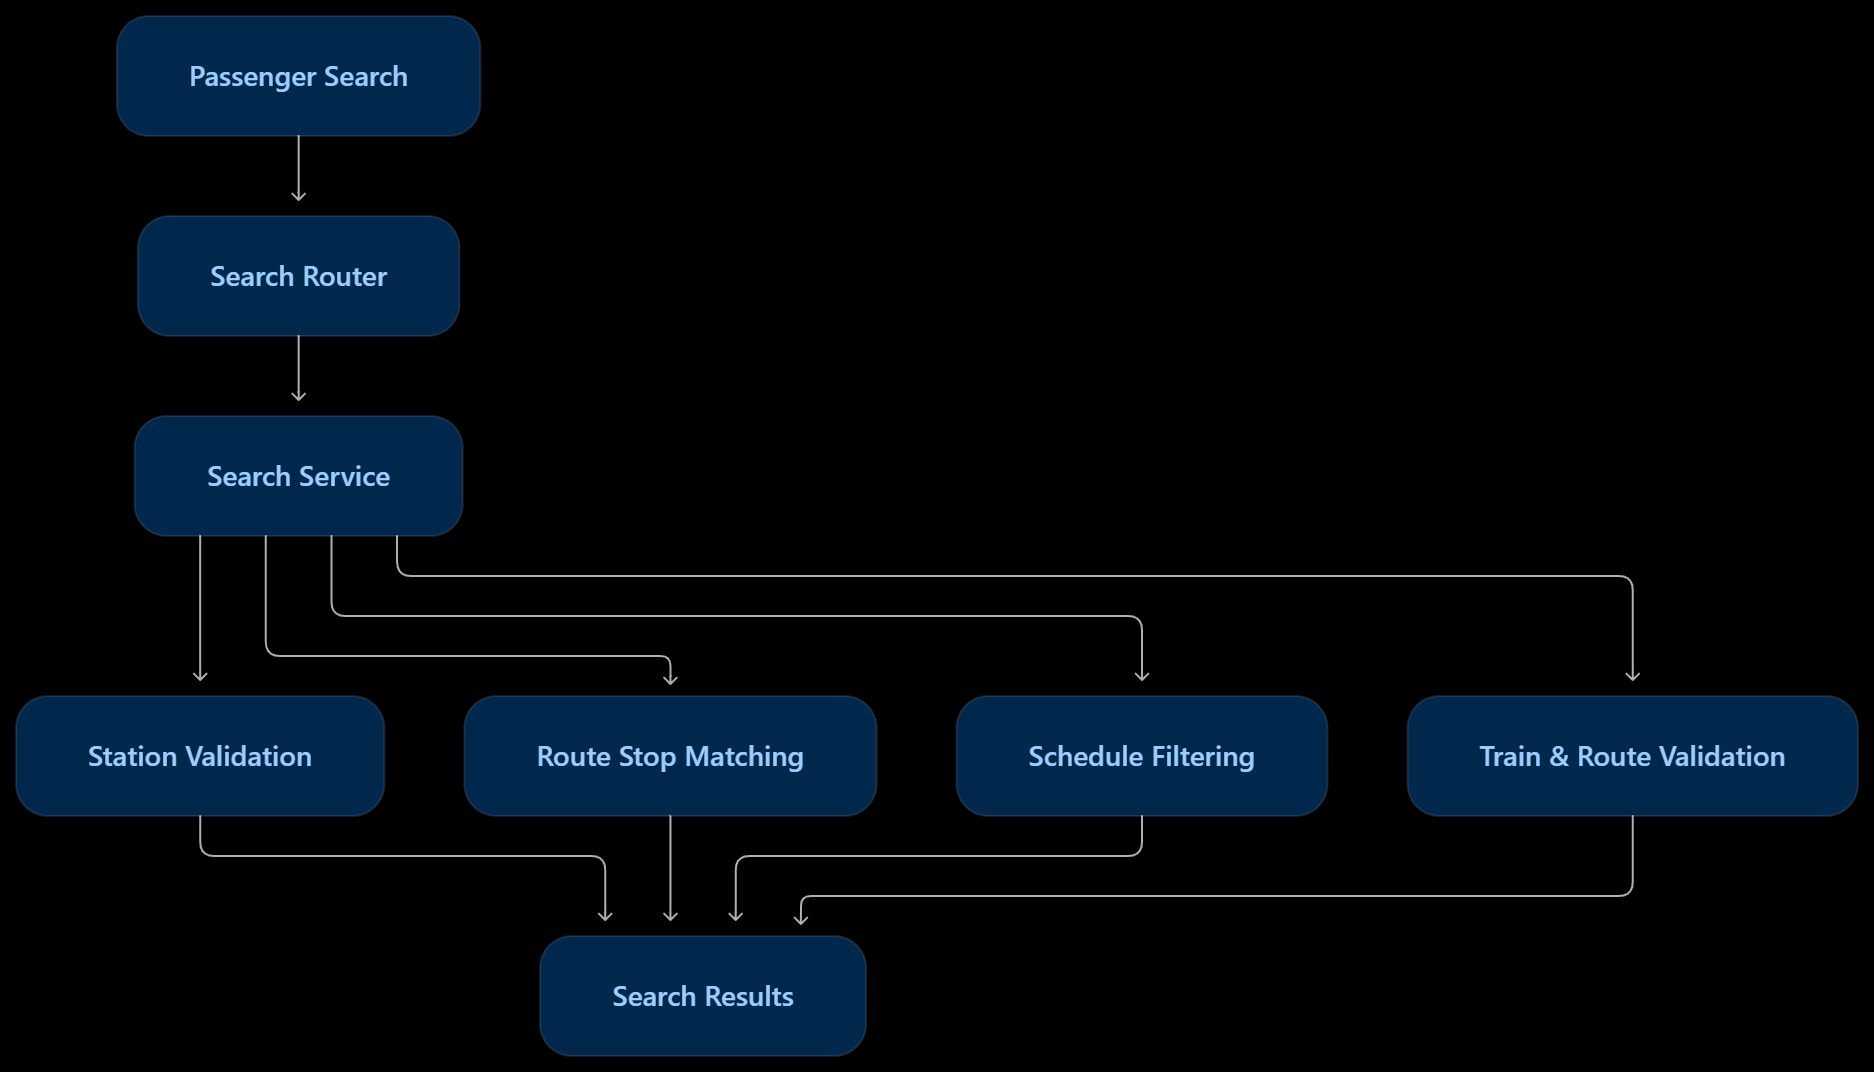 Passenger Search
Search Router
Search Service
Station Validation
Route Stop Matching
Schedule Filtering
Train & Route Validation
Search Results